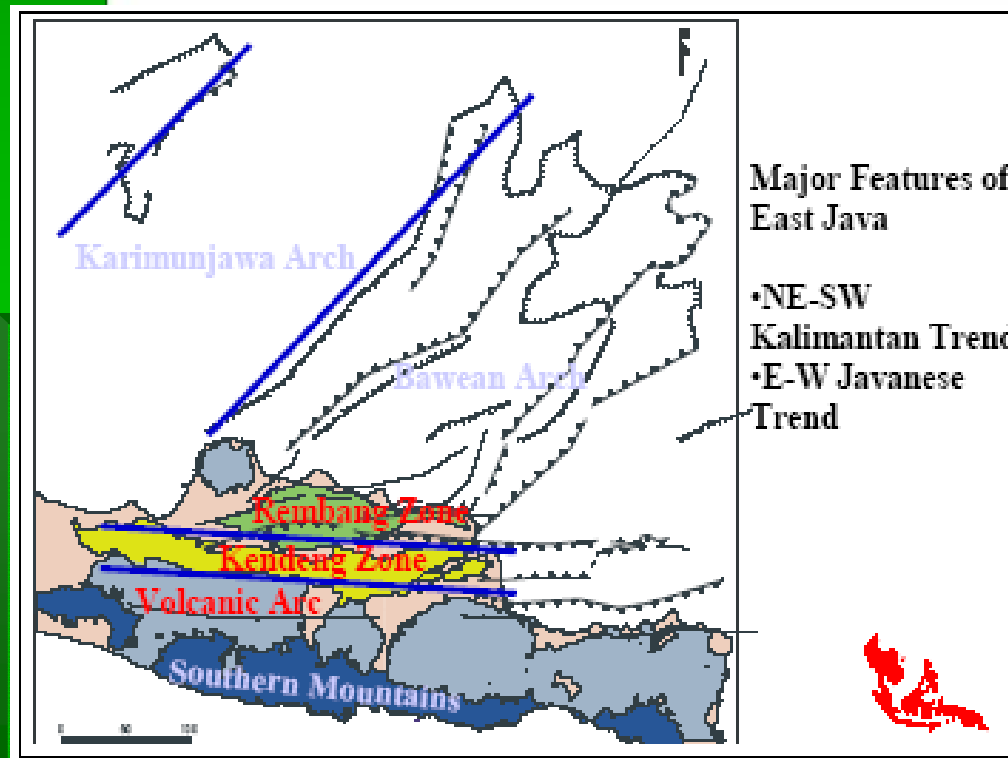 Karimunjawa Arch
Bawean Arch
Rembang Zone
Kendeng Zone
Volcanic Arc
Southern Mountains
Major Features of
East Java
•NE-SW
Kalimantan Trend
•E-W Javanese
Trend